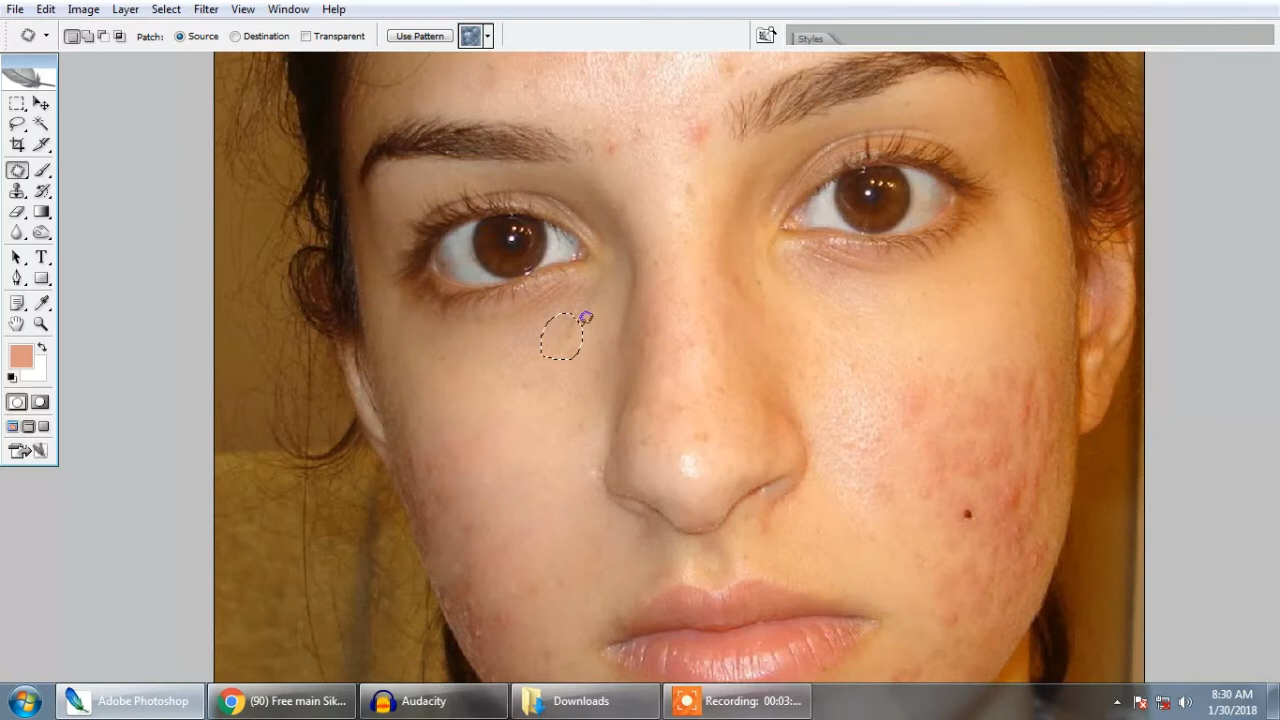 File Edit Image Layer Select Filter View Window Help
Patch: Source Destination Transparent Use Pattern Styles
T
Adobe Photoshop (90) Free main Sik... Audacity Downloads Recording: 00:03:... 8:30 AM
1/30/2018